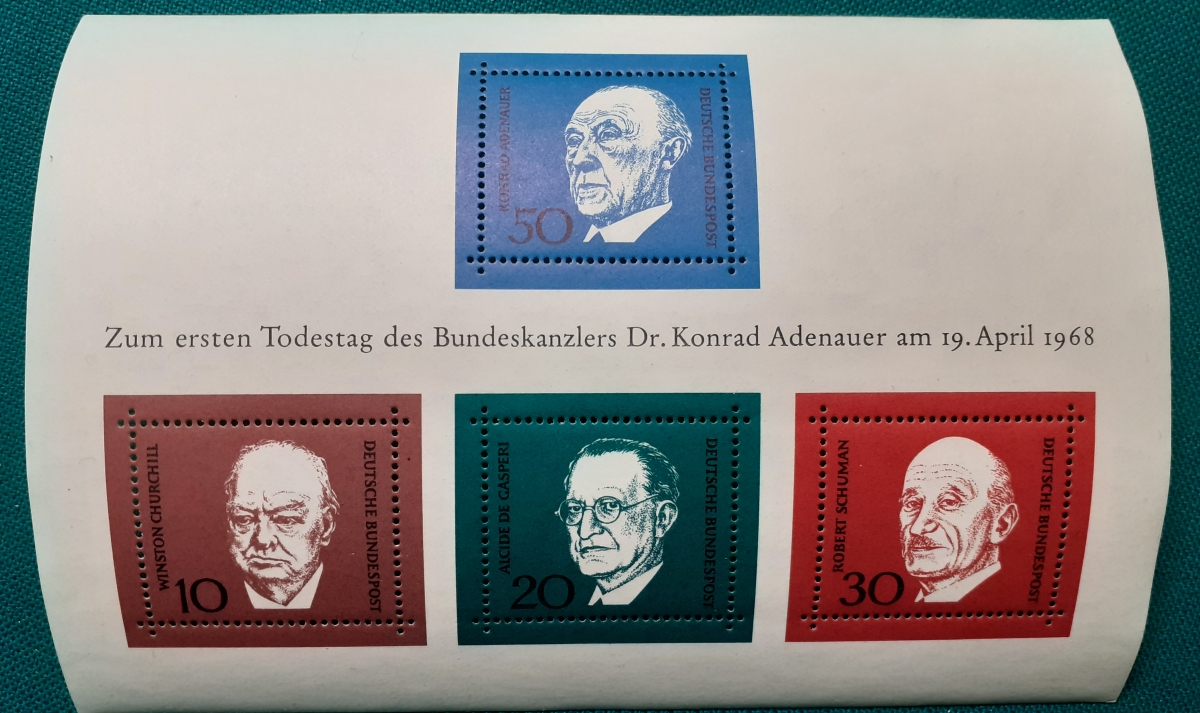 KONRAD ADENAUER
50
DEUTSCHE BUNDESPOST
Zum ersten Todestag des Bundeskanzlers Dr. Konrad Adenauer am 19. April 1968
WINSTON CHURCHILL
10
DEUTSCHE BUNDESPOST
ALCIDE DE GASPERI
20
DEUTSCHE BUNDESPOST
ROBERT SCHUMAN
30
DEUTSCHE BUNDESPOST